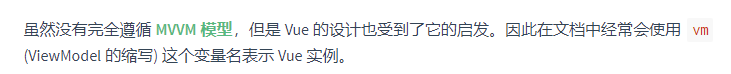 虽然没有完全遵循 MVVM 模型，但是 Vue 的设计也受到了它的启发。因此在文档中经常会使用 vm
(ViewModel 的缩写) 这个变量名表示 Vue 实例。